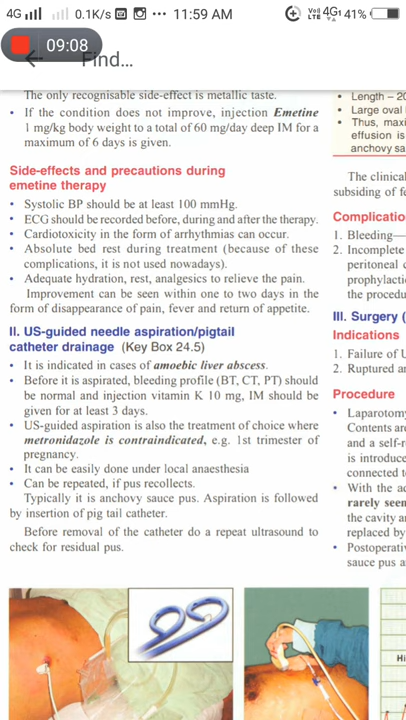 4G 0.1K/s 11:59 AM VoI) LTE 4G 41%
09:08
Find...
The only recognisable side-effect is metallic taste.
• If the condition does not improve, injection Emetine
1 mg/kg body weight to a total of 60 mg/day deep IM for a
maximum of 6 days is given.
Side-effects and precautions during
emetine therapy
• Systolic BP should be at least 100 mmHg.
• ECG should be recorded before, during and after the therapy.
• Cardiotoxicity in the form of arrhythmias can occur.
• Absolute bed rest during treatment (because of these
complications, it is not used nowadays).
• Adequate hydration, rest, analgesics to relieve the pain.
Improvement can be seen within one to two days in the
form of disappearance of pain, fever and return of appetite.
II. US-guided needle aspiration/pigtail
catheter drainage (Key Box 24.5)
• It is indicated in cases of amoebic liver abscess.
• Before it is aspirated, bleeding profile (BT, CT, PT) should
be normal and injection vitamin K 10 mg, IM should be
given for at least 3 days.
• US-guided aspiration is also the treatment of choice where
metronidazole is contraindicated, e.g. 1st trimester of
pregnancy.
• It can be easily done under local anaesthesia
• Can be repeated, if pus recollects.
Typically it is anchovy sauce pus. Aspiration is followed
by insertion of pig tail catheter.
Before removal of the catheter do a repeat ultrasound to
check for residual pus.
• Length – 20
• Large oval
• Thus, maxi
effusion is
anchovy sa
The clinical
subsiding of fe
Complicatio
1. Bleeding—
2. Incomplete
peritoneal c
prophylactic
the procedu
III. Surgery (
Indications
1. Failure of U
2. Ruptured am
Procedure
• Laparotomy
Contents are
and a self-r
is introduce
connected to
• With the ad
rarely seen
the cavity an
replaced by
• Postoperativ
sauce pus a
Hi